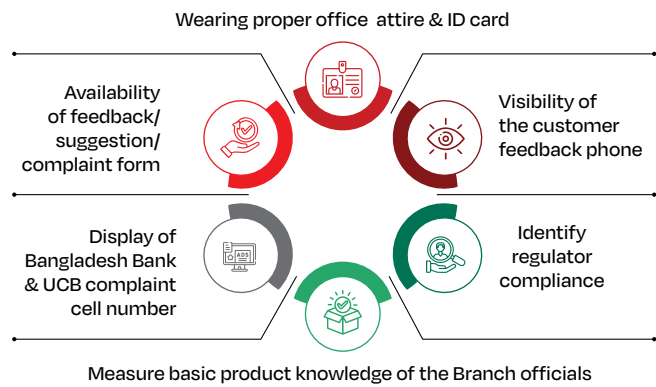 Wearing proper office attire & ID card
Availability
of feedback/
suggestion/
complaint form
Visibility of
the customer
feedback phone
Display of
Bangladesh Bank
& UCB complaint
cell number
ADS
Identify
regulator
compliance
Measure basic product knowledge of the Branch officials